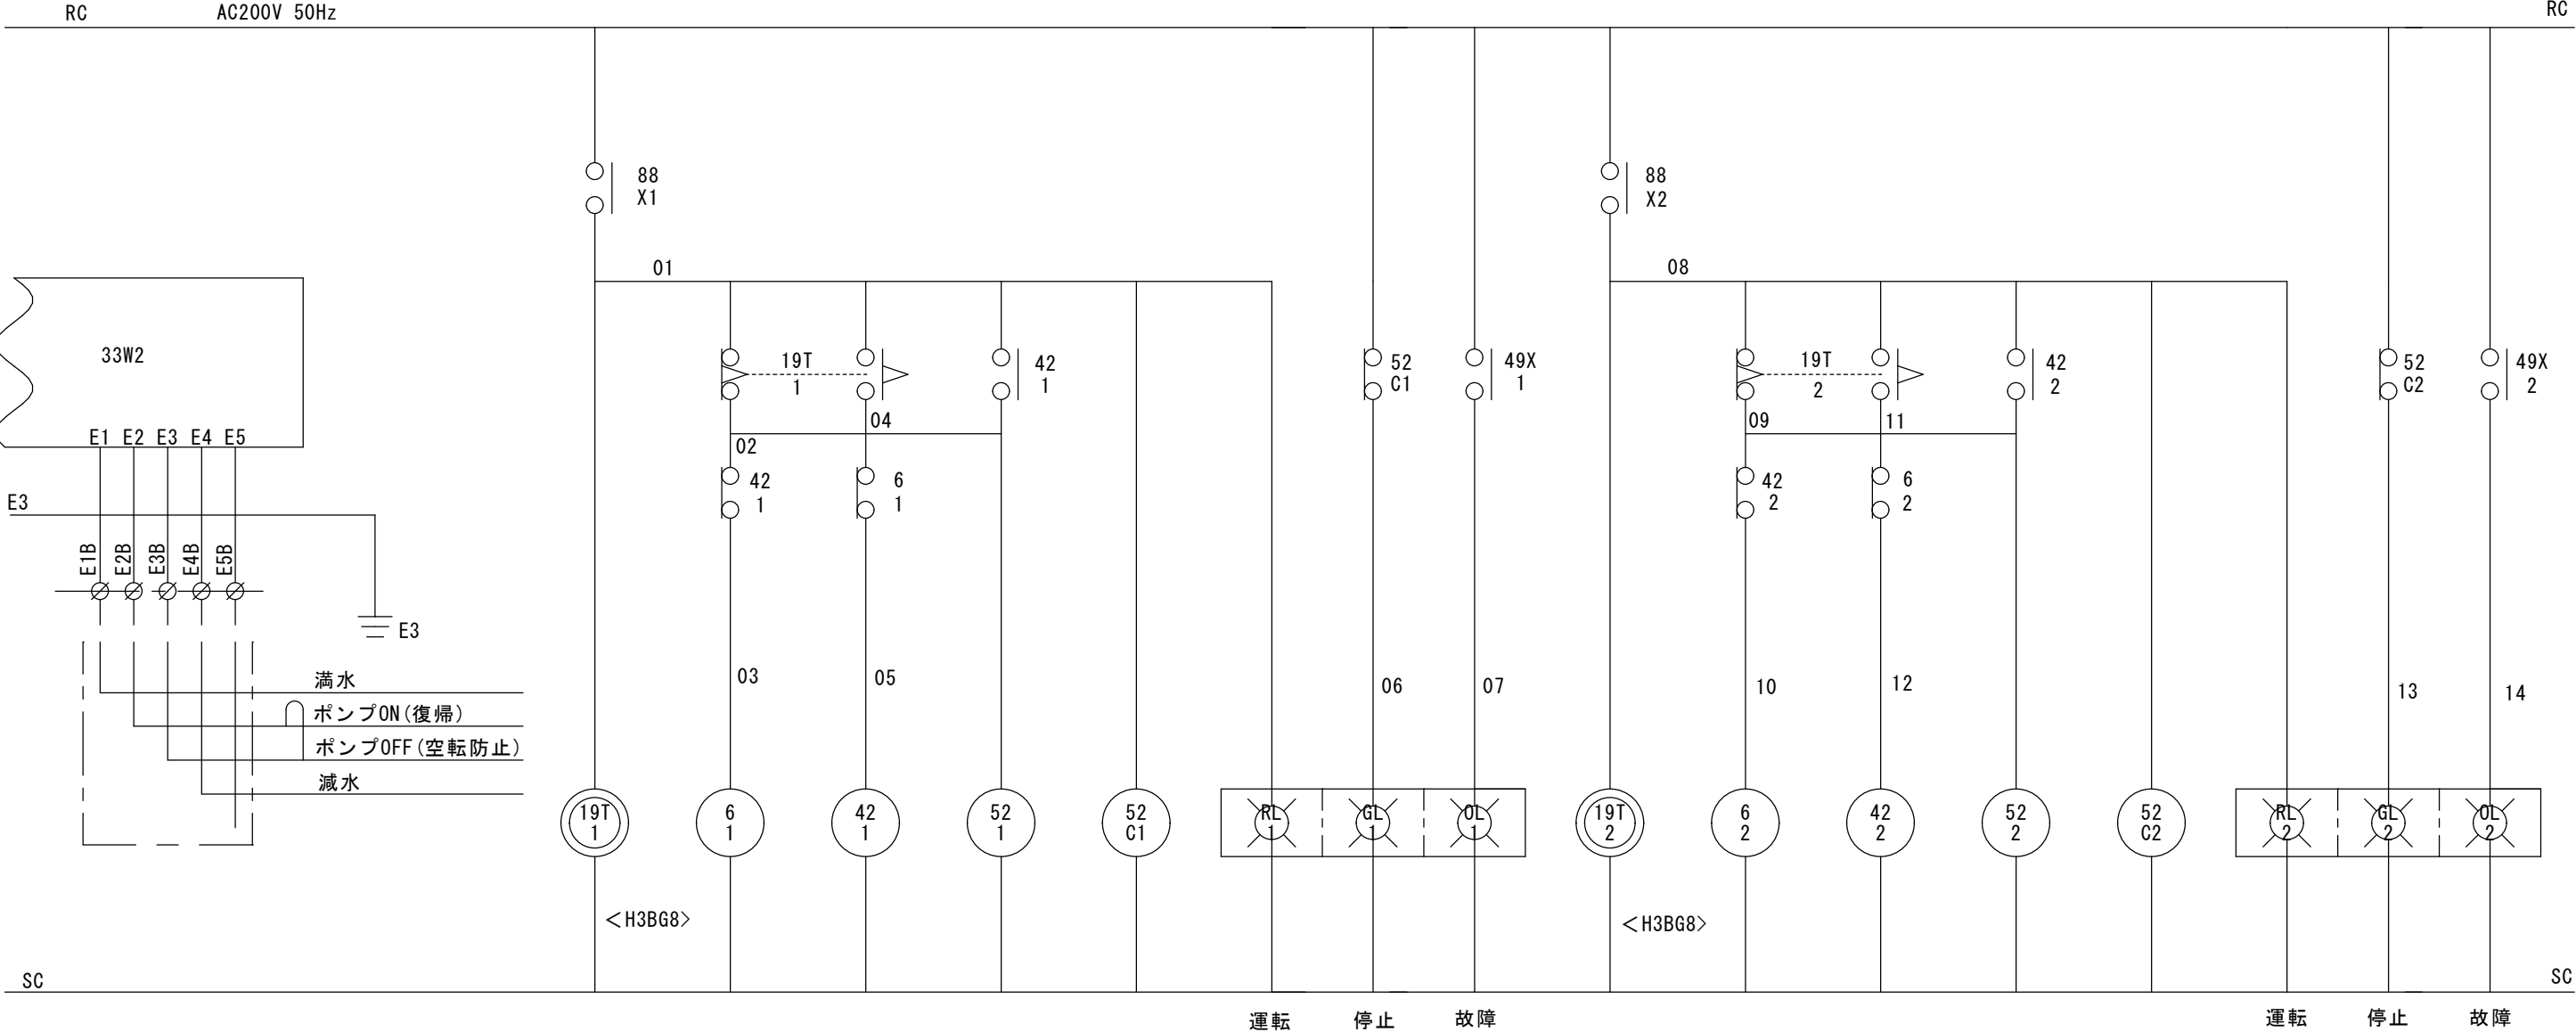 RC
AC200V 50Hz
RC
88
X1
88
X2
01
08
33W2
19T
1
42
1
52
C1
49X
1
19T
2
42
2
52
C2
49X
2
04
02
09
11
E1 E2 E3 E4 E5
42
1
6
1
42
2
6
2
E3
E1B
E2B
E3B
E4B
E5B
E3
満水
ポンプON(復帰)
ポンプOFF(空転防止)
減水
03
05
06
07
10
12
13
14
19T
1
6
1
42
1
52
1
52
C1
RL
1
GL
1
OL
1
19T
2
6
2
42
2
52
2
52
C2
RL
2
GL
2
OL
2
<H3BG8>
<H3BG8>
SC
SC
運転
停止
故障
運転
停止
故障